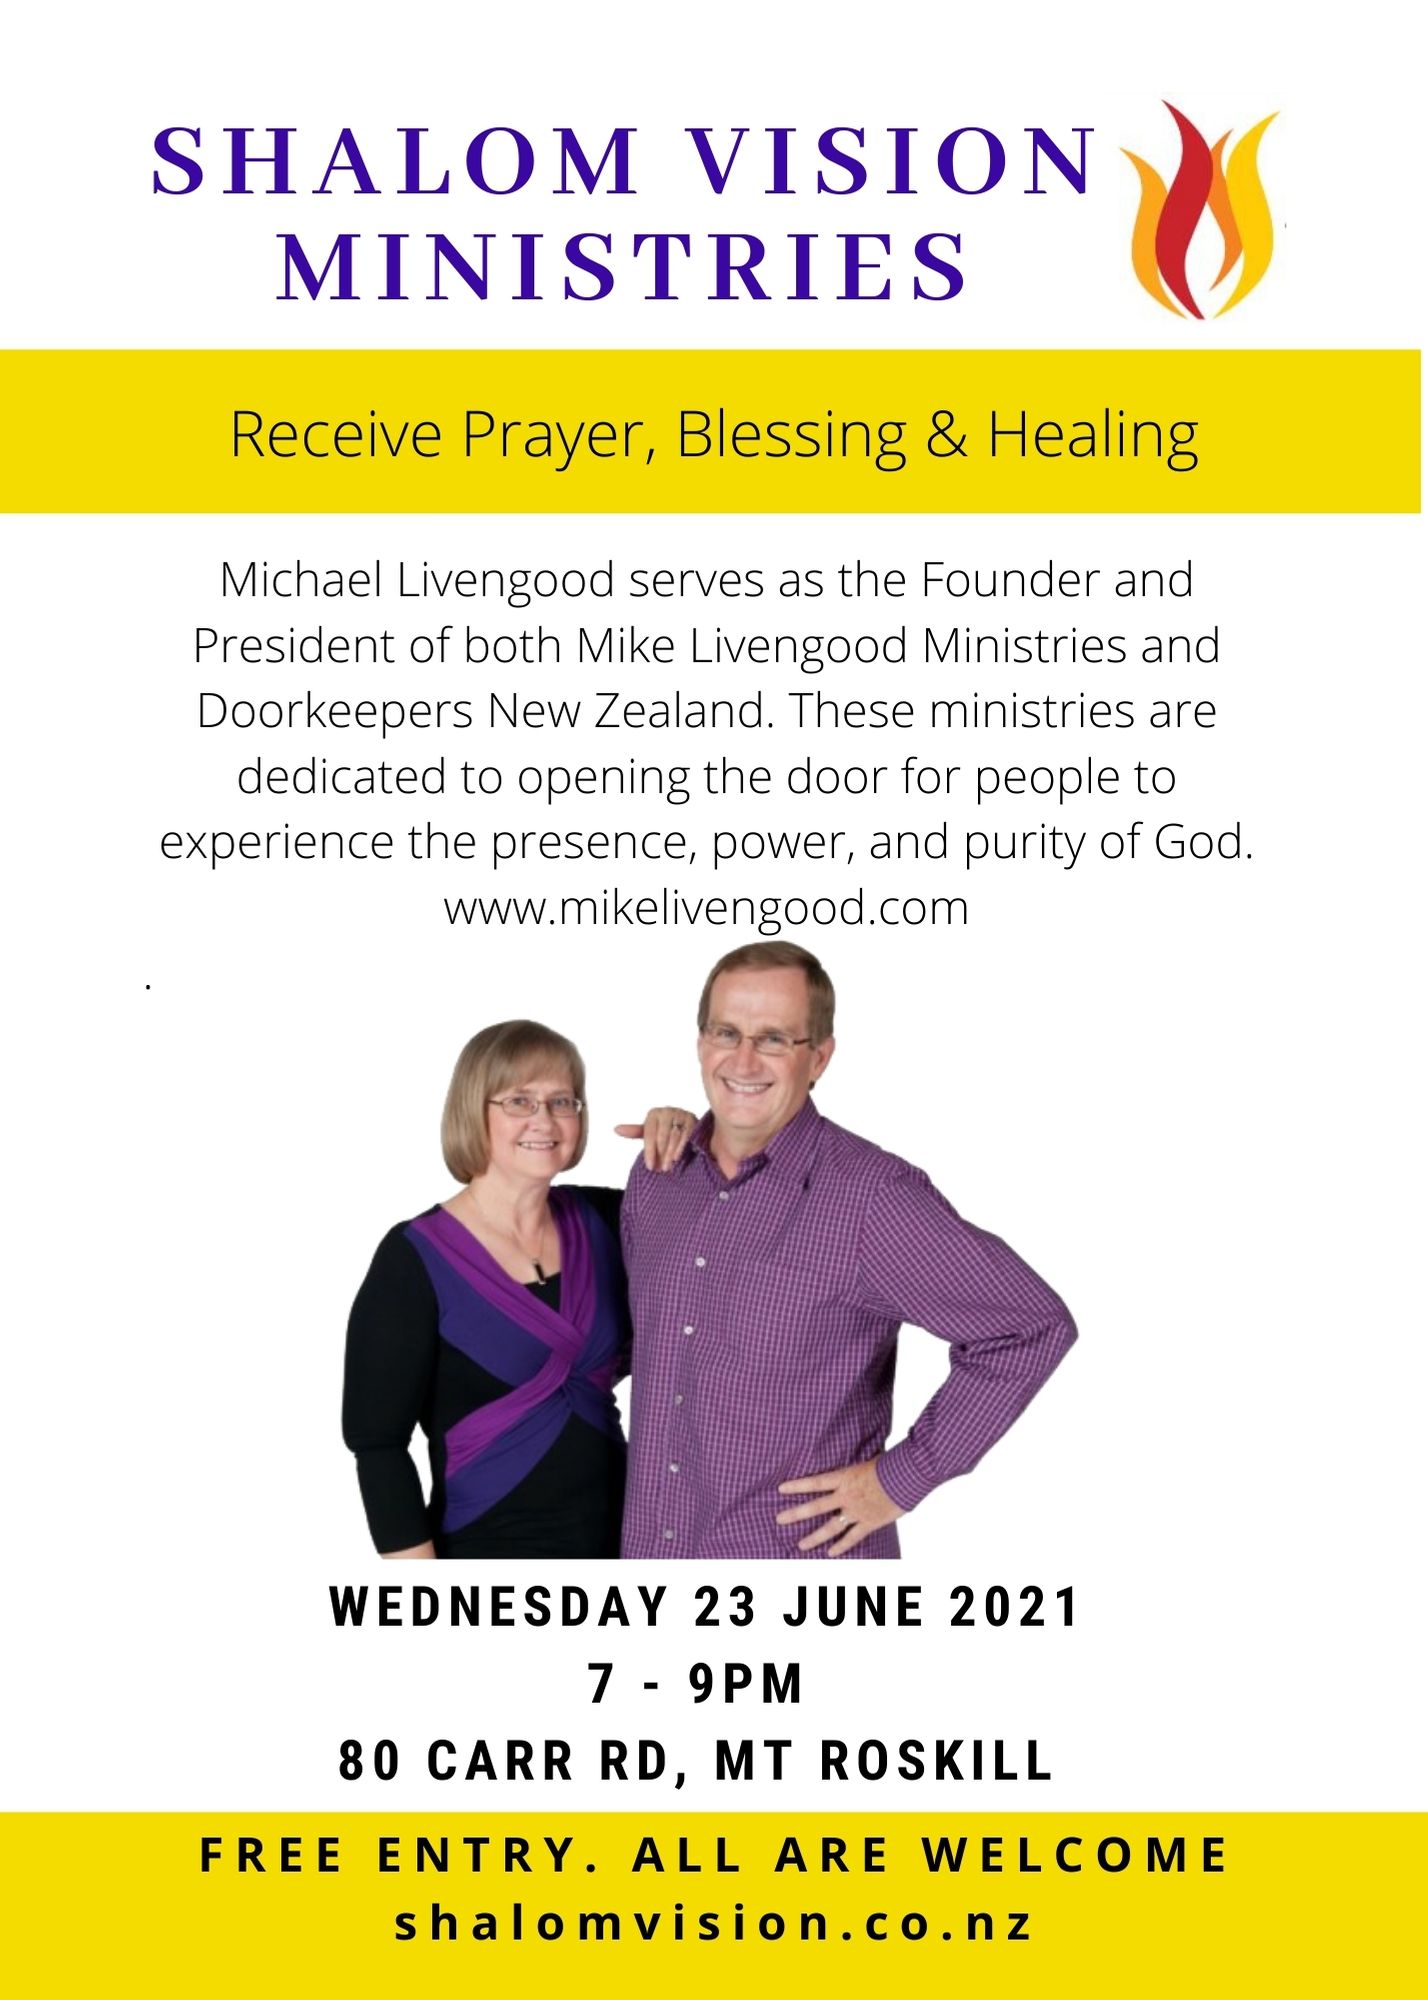 SHALOM VISION
MINISTRIES
Receive Prayer, Blessing & Healing
Michael Livengood serves as the Founder and
President of both Mike Livengood Ministries and
Doorkeepers New Zealand. These ministries are
dedicated to opening the door for people to
experience the presence, power, and purity of God.
www.mikelivengood.com
.
WEDNESDAY 23 JUNE 2021
7 - 9PM
80 CARR RD, MT ROSKILL
FREE ENTRY. ALL ARE WELCOME
shalomvision.co.nz